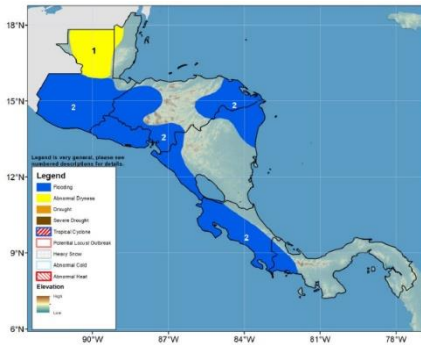 18°N
1
15°N
2
2
2
Legend is very general, please see
numbered descriptions for details.
12°N
Legend
Flooding
Abnormal Dryness
Drought
Severe Drought
Tropical Cyclone
Potential Locust Outbreak
Heavy Snow
Abnormal Cold
Abnormal Heat
Elevation
High
Low
2
9°N
6°N
90°W
87°W
84°W
81°W
78°W